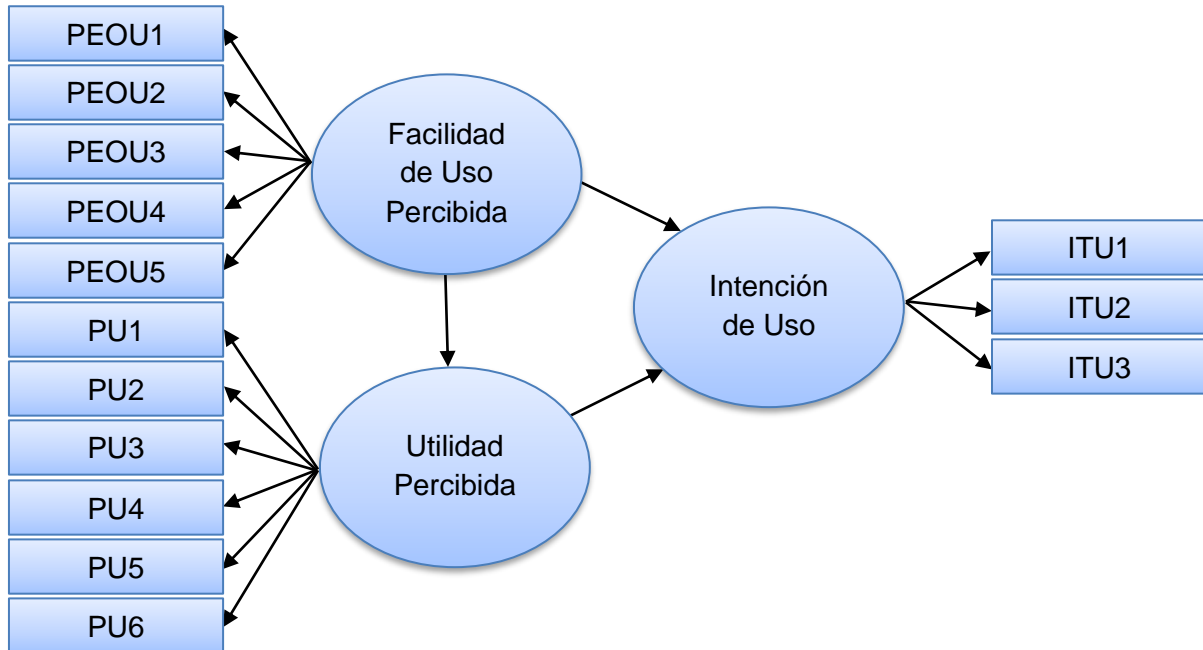 PEOU1
PEOU2
PEOU3
PEOU4
PEOU5
PU1
PU2
PU3
PU4
PU5
PU6
Facilidad
de Uso
Percibida
Utilidad
Percibida
Intención
de Uso
ITU1
ITU2
ITU3